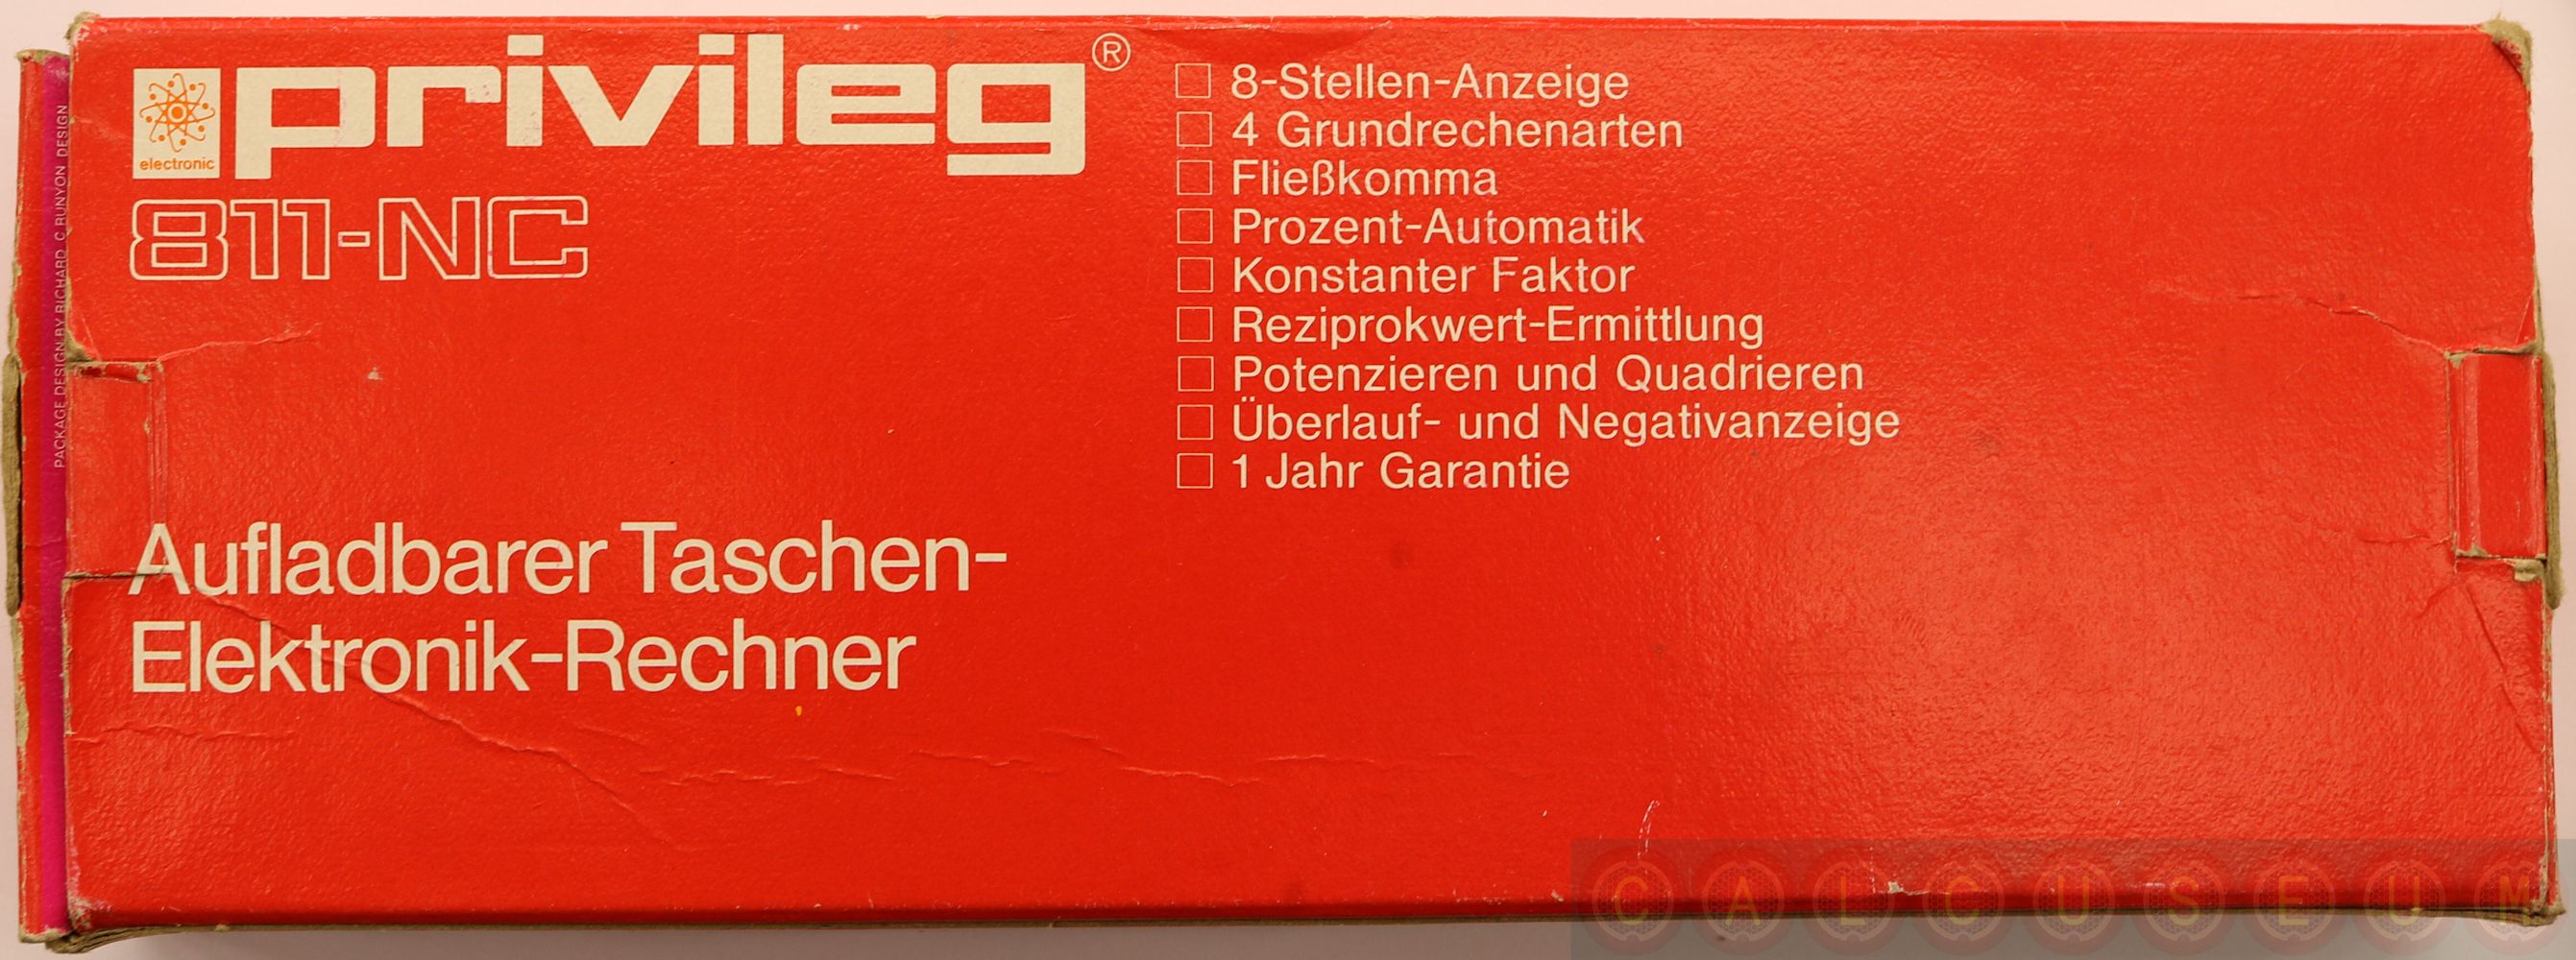 electronic
privileg®
811-NC
Aufladbarer Taschen-
Elektronik-Rechner
□ 8-Stellen-Anzeige
□ 4 Grundrechenarten
□ Fließkomma
□ Prozent-Automatik
□ Konstanter Faktor
□ Reziprokwert-Ermittlung
□ Potenzieren und Quadrieren
□ Überlauf- und Negativanzeige
□ 1 Jahr Garantie
PACKAGE DESIGN BY RICHARD C RUNYON DESIGN
CALCUSEUM